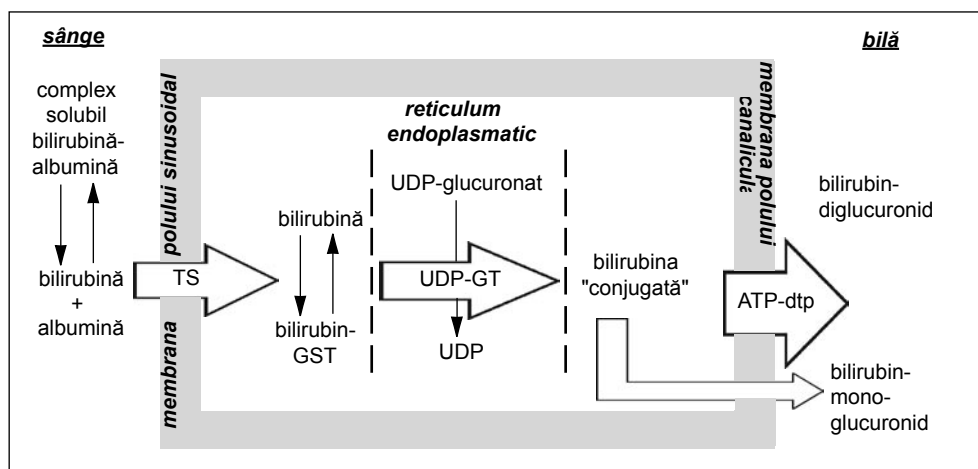 sânge
bilă
complex
solubil
bilirubină-
albumină
bilirubină
+
albumină
membrana polului sinusoidal
TS
bilirubină
bilirubin-
GST
reticulum
endoplasmatic
UDP-glucuronat
UDP-GT
UDP
bilirubina
"conjugată"
membrana polului
canalicula
ATP-dtp
bilirubin-
diglucuronid
bilirubin-
mono-
glucuronid